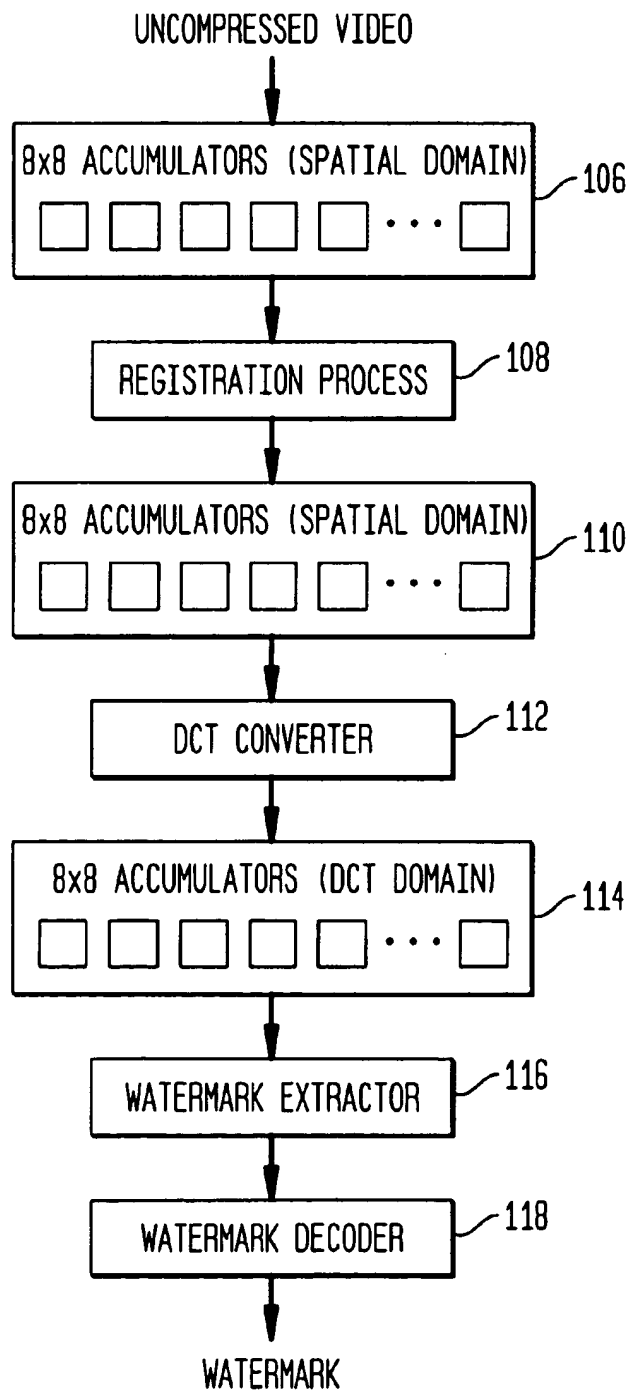 UNCOMPRESSED VIDEO
8x8 ACCUMULATORS (SPATIAL DOMAIN)
106
• • •
REGISTRATION PROCESS
108
8x8 ACCUMULATORS (SPATIAL DOMAIN)
110
• • •
DCT CONVERTER
112
8x8 ACCUMULATORS (DCT DOMAIN)
114
• • •
WATERMARK EXTRACTOR
116
WATERMARK DECODER
118
WATERMARK